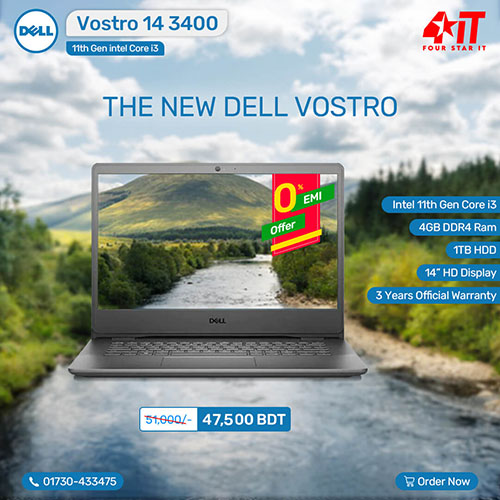 DELL
Vostro 14 3400
11th Gen intel Core i3
4 IT
FOUR STAR IT
THE NEW DELL VOSTRO
0% EMI
Offer
Intel 11th Gen Core i3
4GB DDR4 Ram
1TB HDD
14” HD Display
3 Years Official Warranty
DELL
51,000/- 47,500 BDT
01730-433475
Order Now